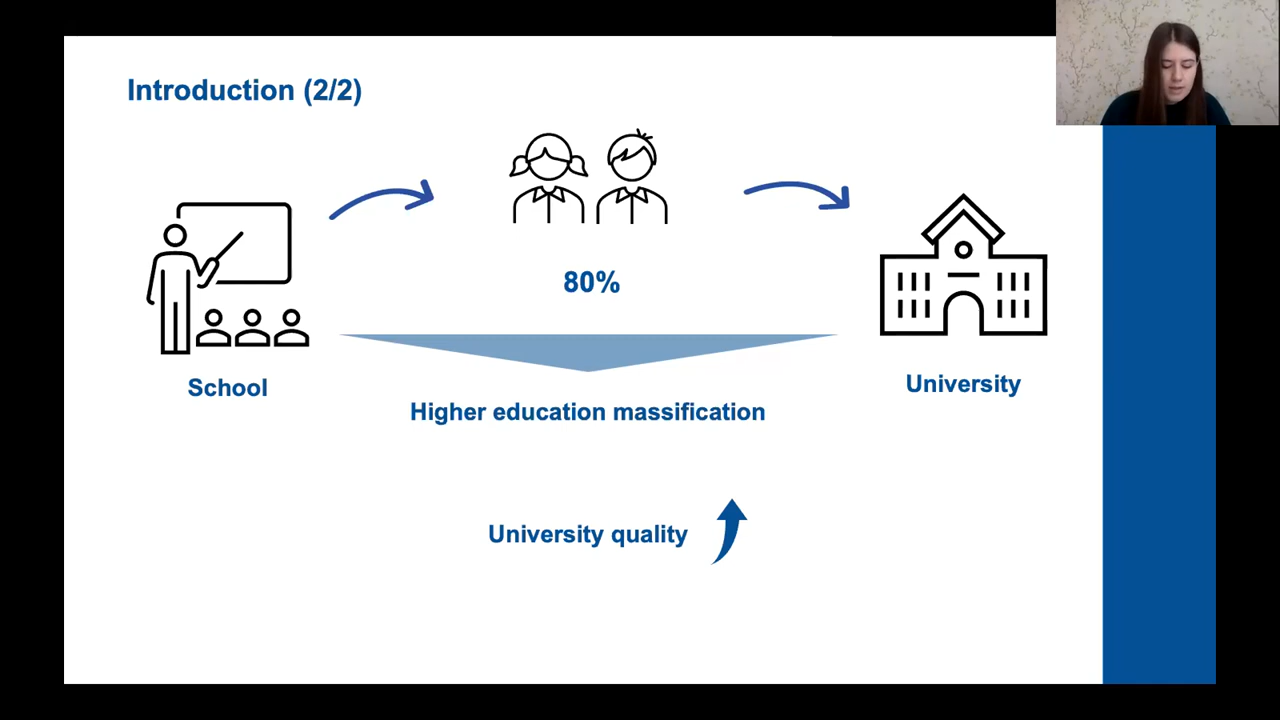 Introduction (2/2)
80%
School
University
Higher education massification
University quality